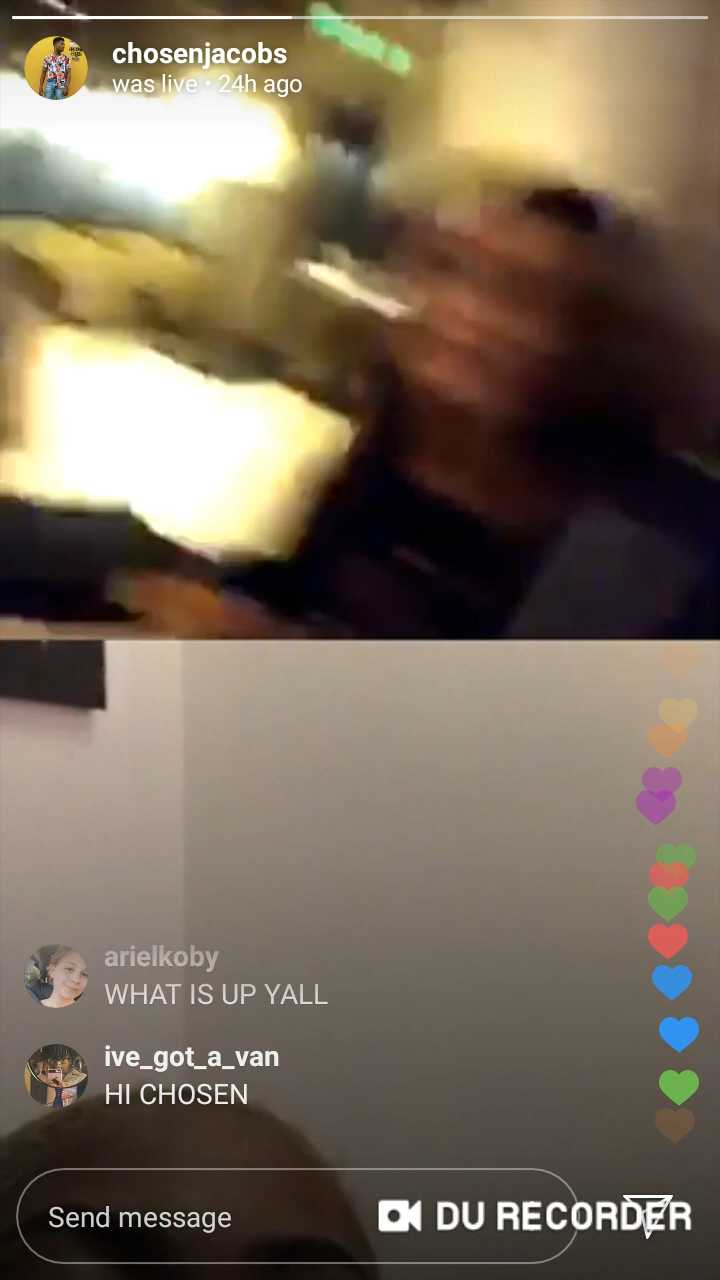 chosenjacobs
was live • 24h ago
arielkoby
WHAT IS UP YALL
ive_got_a_van
HI CHOSEN
Send message
DU RECORDER